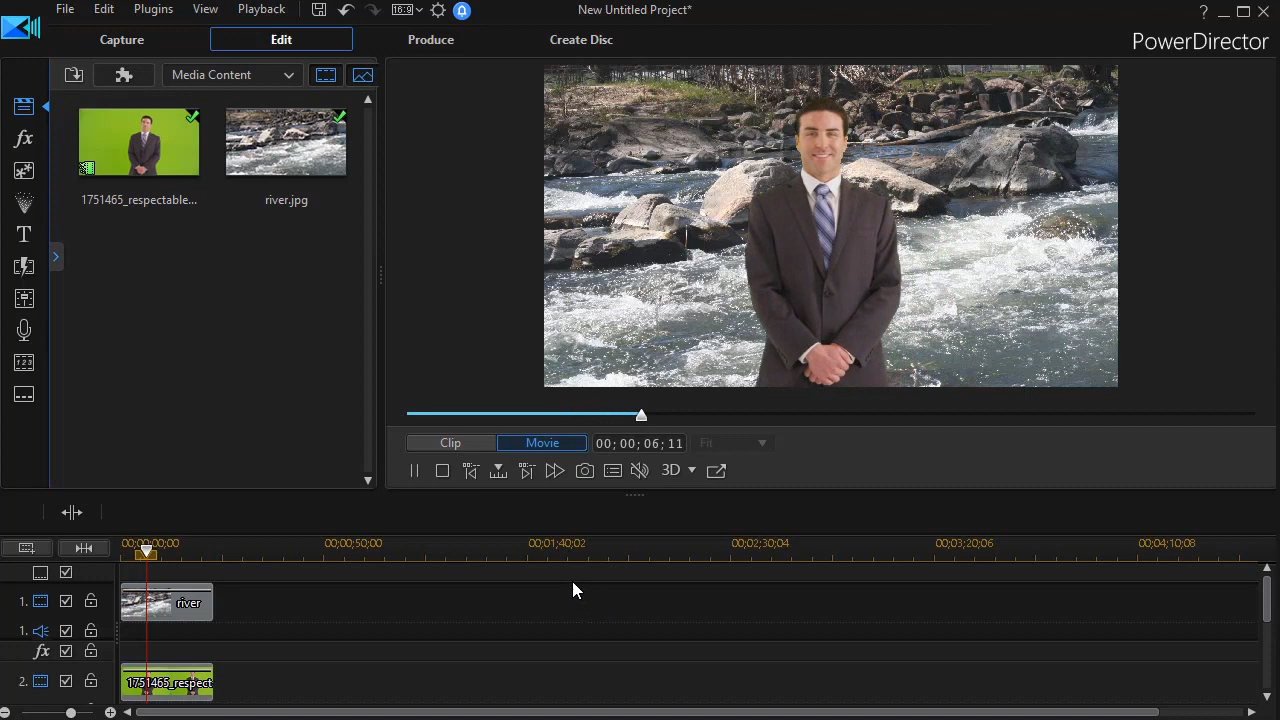 File Edit Plugins View Playback 16:9 New Untitled Project* ?
Capture Edit Produce Create Disc PowerDirector
Media Content
1751465_respectable... river.jpg
Clip Movie 00; 00; 06; 11 Fit
3D
00;00;00;00 00;00;50;00 00;01;40;02 00;02;30;04 00;03;20;06 00;04;10;08
1. river
1.
fx
2. 1751465_respect
fx
T
123